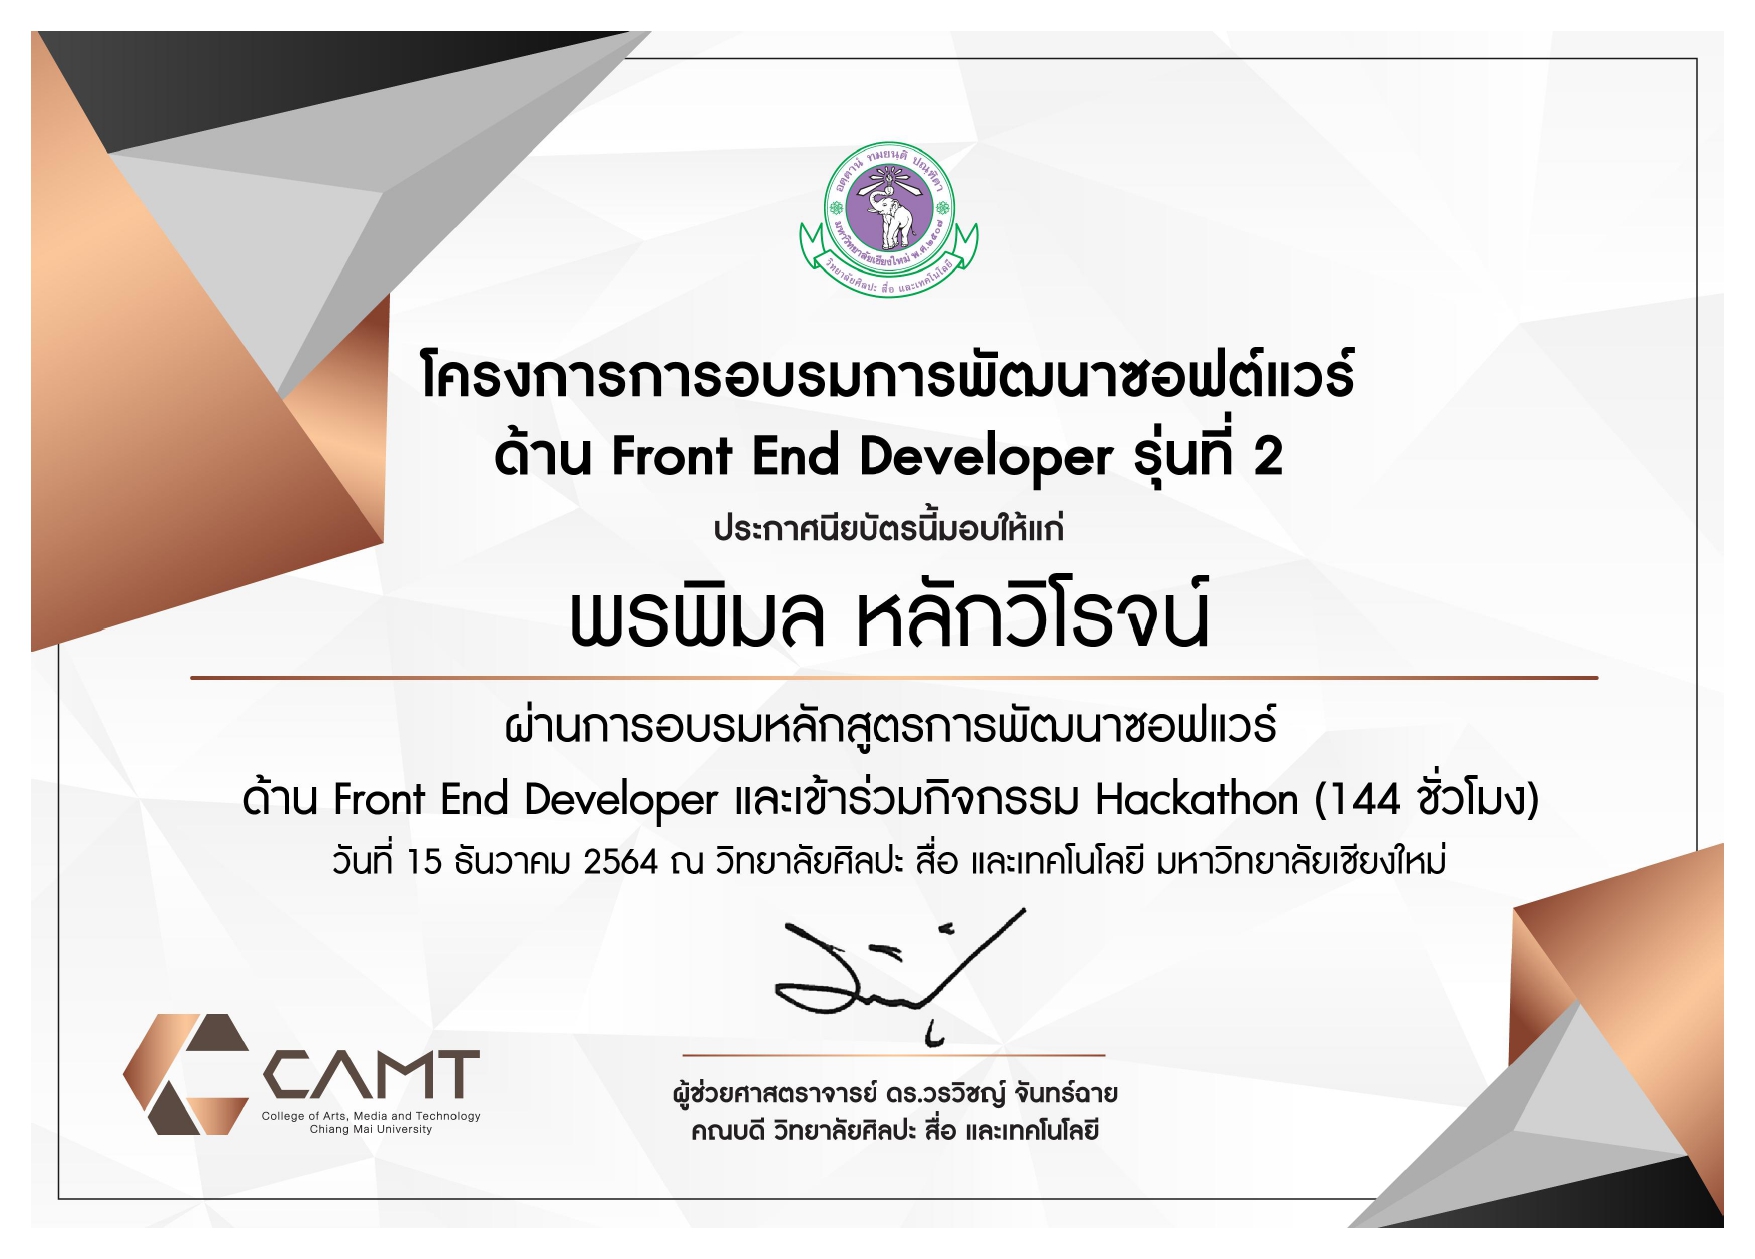 อตฺตานํ ทมยนฺติ ปณฺฑิตา
มหาวิทยาลัยเชียงใหม่ พ.ศ.๒๕๐๗
วิทยาลัยศิลปะ สื่อ และเทคโนโลยี
โครงการการอบรมการพัฒนาซอฟต์แวร์
ด้าน Front End Developer รุ่นที่ 2
ประกาศนียบัตรนี้มอบให้แก่
พรพิมล หลักวิโรจน์
ผ่านการอบรมหลักสูตรการพัฒนาซอฟแวร์
ด้าน Front End Developer และเข้าร่วมกิจกรรม Hackathon (144 ชั่วโมง)
วันที่ 15 ธันวาคม 2564 ณ วิทยาลัยศิลปะ สื่อ และเทคโนโลยี มหาวิทยาลัยเชียงใหม่
ผู้ช่วยศาสตราจารย์ ดร.วรวิชญ์ จันทร์ฉาย
คณบดี วิทยาลัยศิลปะ สื่อ และเทคโนโลยี
CAMT
College of Arts, Media and Technology
Chiang Mai University